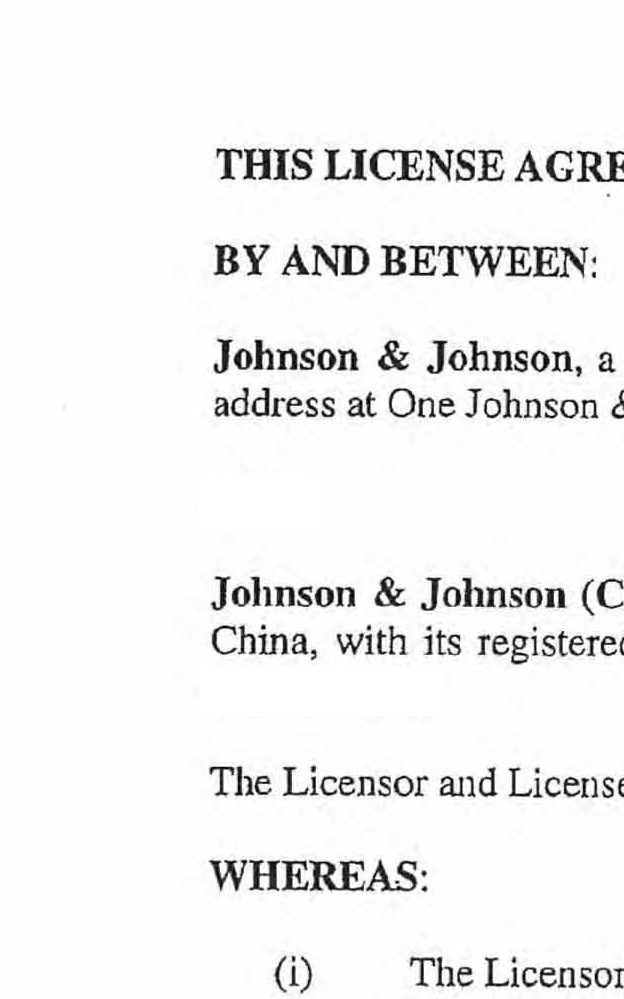 THIS LICENSE AGRE
BY AND BETWEEN:
Johnson & Johnson, a
address at One Johnson &
Johnson & Johnson (C
China, with its registered
The Licensor and License
WHEREAS:
(i) The Licensor